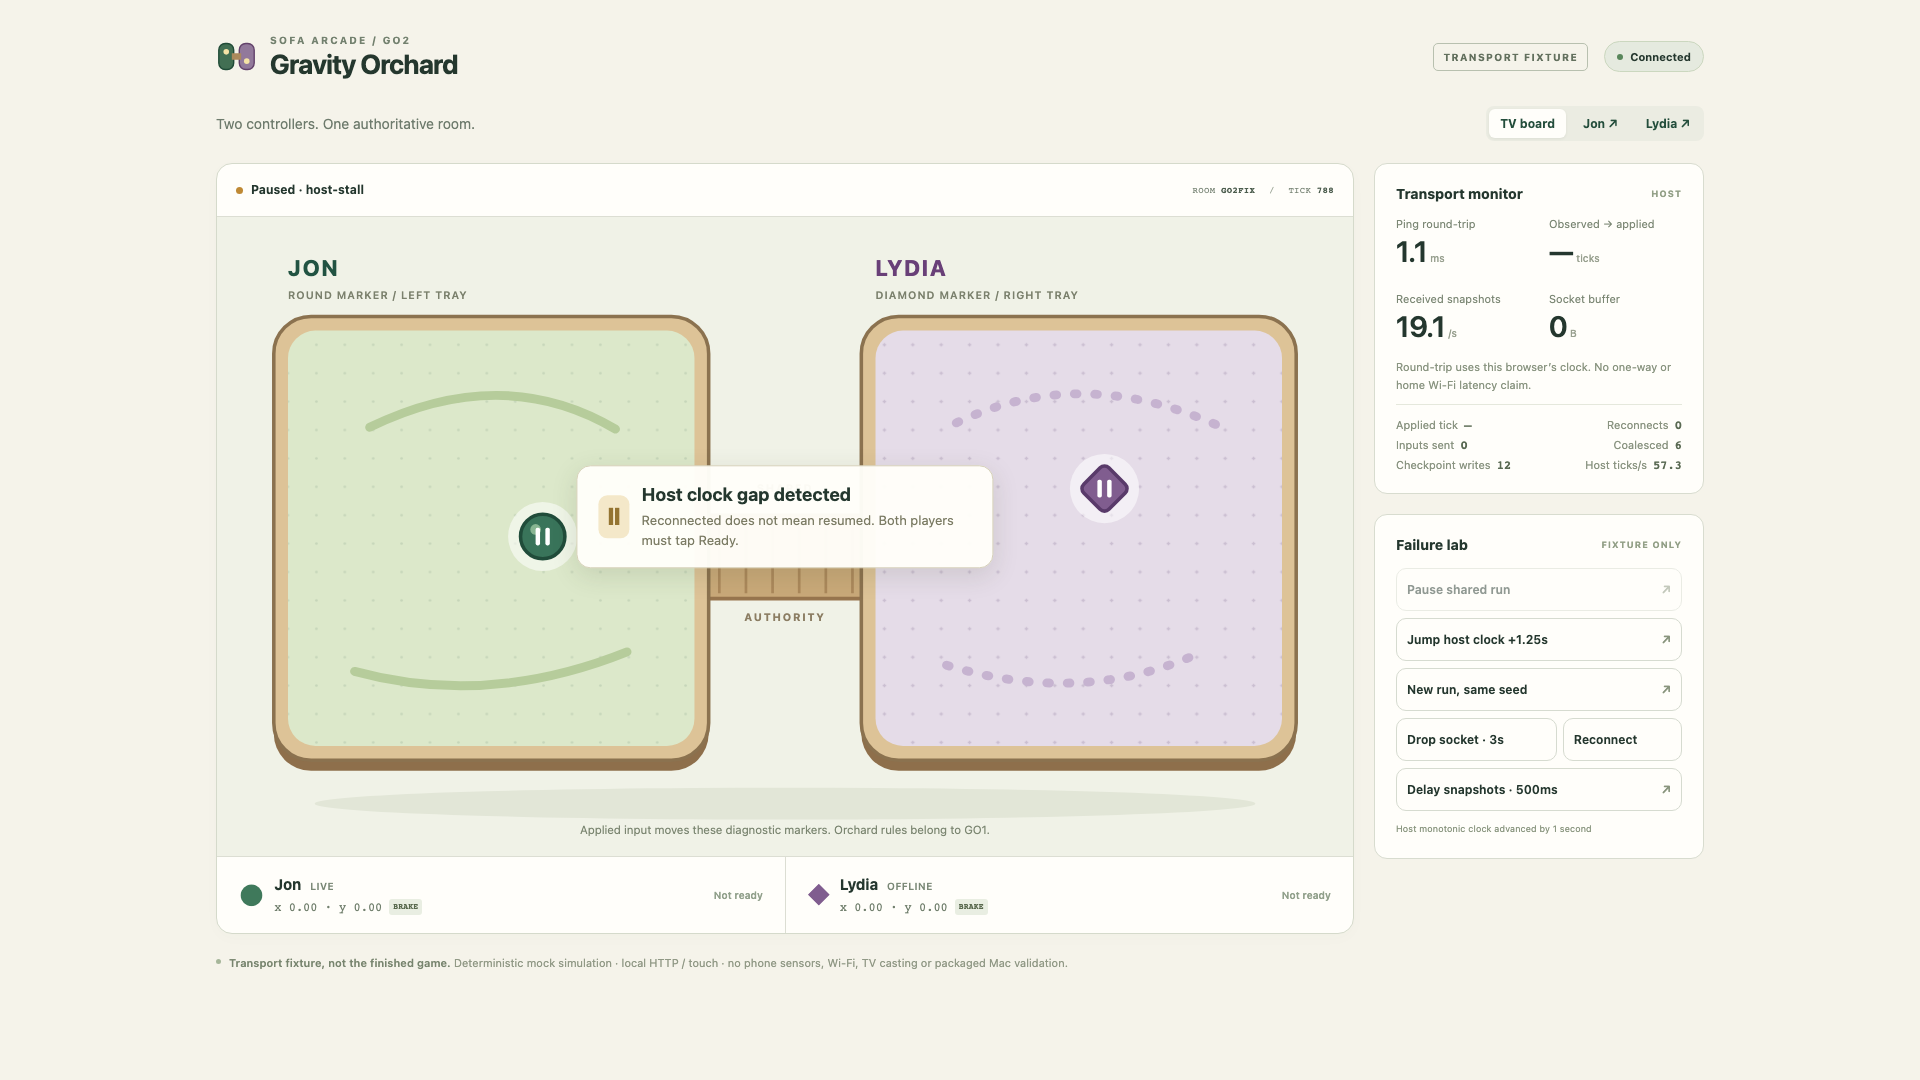 SOFA ARCADE / GO2
Gravity Orchard
TRANSPORT FIXTURE
Connected
Two controllers. One authoritative room.
TV board
Jon ↗
Lydia ↗
Paused · host-stall
ROOM GO2FIX / TICK 788
JON
ROUND MARKER / LEFT TRAY
LYDIA
DIAMOND MARKER / RIGHT TRAY
Host clock gap detected
Reconnected does not mean resumed. Both players
must tap Ready.
AUTHORITY
Applied input moves these diagnostic markers. Orchard rules belong to GO1.
Jon LIVE
x 0.00 · y 0.00 BRAKE
Not ready
Lydia OFFLINE
x 0.00 · y 0.00 BRAKE
Not ready
Transport monitor
HOST
Ping round-trip
1.1 ms
Observed → applied
— ticks
Received snapshots
19.1 /s
Socket buffer
0 B
Round-trip uses this browser's clock. No one-way or
home Wi-Fi latency claim.
Applied tick —
Reconnects 0
Inputs sent 0
Coalesced 6
Checkpoint writes 12
Host ticks/s 57.3
Failure lab
FIXTURE ONLY
Pause shared run ↗
Jump host clock +1.25s ↗
New run, same seed ↗
Drop socket · 3s
Reconnect
Delay snapshots · 500ms ↗
Host monotonic clock advanced by 1 second
Transport fixture, not the finished game. Deterministic mock simulation · local HTTP / touch · no phone sensors, Wi-Fi, TV casting or packaged Mac validation.